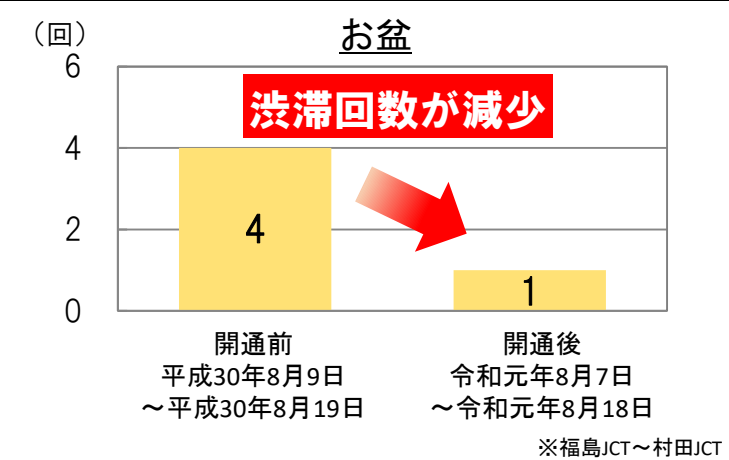 （回）
お盆
6
渋滞回数が減少
4
4
2
1
0
開通前
平成30年8月9日
～平成30年8月19日
開通後
令和元年8月7日
～令和元年8月18日
※福島JCT～村田JCT